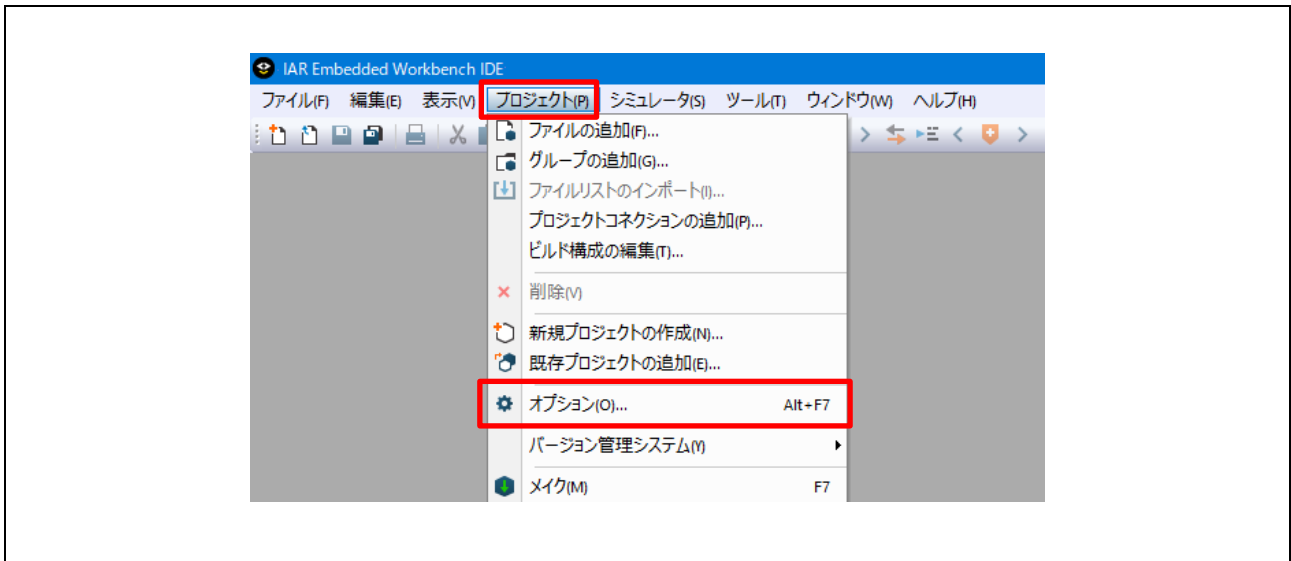 IAR Embedded Workbench IDE
ファイル(F) 編集(E) 表示(V) プロジェクト(P) シミュレータ(S) ツール(T) ウィンドウ(W) ヘルプ(H)
ファイルの追加(F)...
グループの追加(G)...
ファイルリストのインポート(I)...
プロジェクトコネクションの追加(P)...
ビルド構成の編集(T)...
削除(V)
新規プロジェクトの作成(N)...
既存プロジェクトの追加(E)...
オプション(O)... Alt+F7
バージョン管理システム(Y)
メイク(M) F7